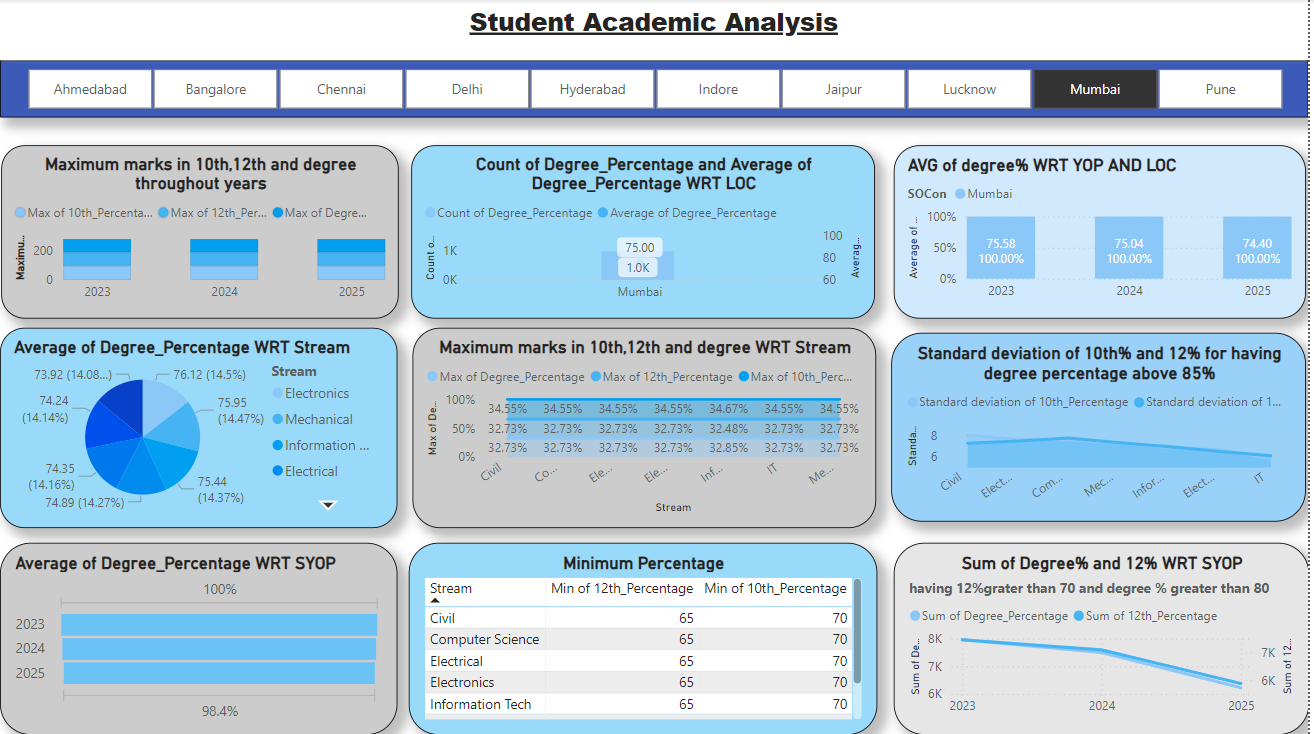 Student Academic Analysis
Ahmedabad Bangalore Chennai Delhi Hyderabad Indore Jaipur Lucknow Mumbai Pune
Maximum marks in 10th,12th and degree
throughout years
Max of 10th_Percenta... Max of 12th_Per... Max of Degre...
Maximu...
200
0
2023 2024 2025
Count of Degree_Percentage and Average of
Degree_Percentage WRT LOC
Count of Degree_Percentage Average of Degree_Percentage
Count o...
1K
0K
75.00
1.0K
100
80
60
Averag...
Mumbai
AVG of degree% WRT YOP AND LOC
SOCon Mumbai
Average of ...
100%
50%
0%
75.58 75.04 74.40
100.00% 100.00% 100.00%
2023 2024 2025
Average of Degree_Percentage WRT Stream
73.92 (14.08...) 76.12 (14.5%)
74.24
(14.14%)
75.95
(14.47%)
74.35
(14.16%)
75.44
(14.37%)
74.89 (14.27%)
Stream
Electronics
Mechanical
Information ...
Electrical
Maximum marks in 10th,12th and degree WRT Stream
Max of Degree_Percentage Max of 12th_Percentage Max of 10th_Perc...
Max of De...
100%
50%
0%
34.55% 34.55% 34.55% 34.55% 34.67% 34.55% 34.55%
32.73% 32.73% 32.73% 32.73% 32.48% 32.73% 32.73%
32.73% 32.73% 32.73% 32.73% 32.85% 32.73% 32.73%
Civil Co... Ele... Ele... Inf... IT Me...
Stream
Standard deviation of 10th% and 12% for having
degree percentage above 85%
Standard deviation of 10th_Percentage Standard deviation of 1...
Standa...
8
6
Civil Elect... Com... Mec... Infor... Elect... IT
Average of Degree_Percentage WRT SYOP
100%
2023
2024
2025
98.4%
Minimum Percentage
Stream Min of 12th_Percentage Min of 10th_Percentage
Civil 65 70
Computer Science 65 70
Electrical 65 70
Electronics 65 70
Information Tech 65 70
Sum of Degree% and 12% WRT SYOP
having 12%grater than 70 and degree % greater than 80
Sum of Degree_Percentage Sum of 12th_Percentage
Sum of De...
8K
7K
6K
7K
6K
Sum of 12...
2023 2024 2025